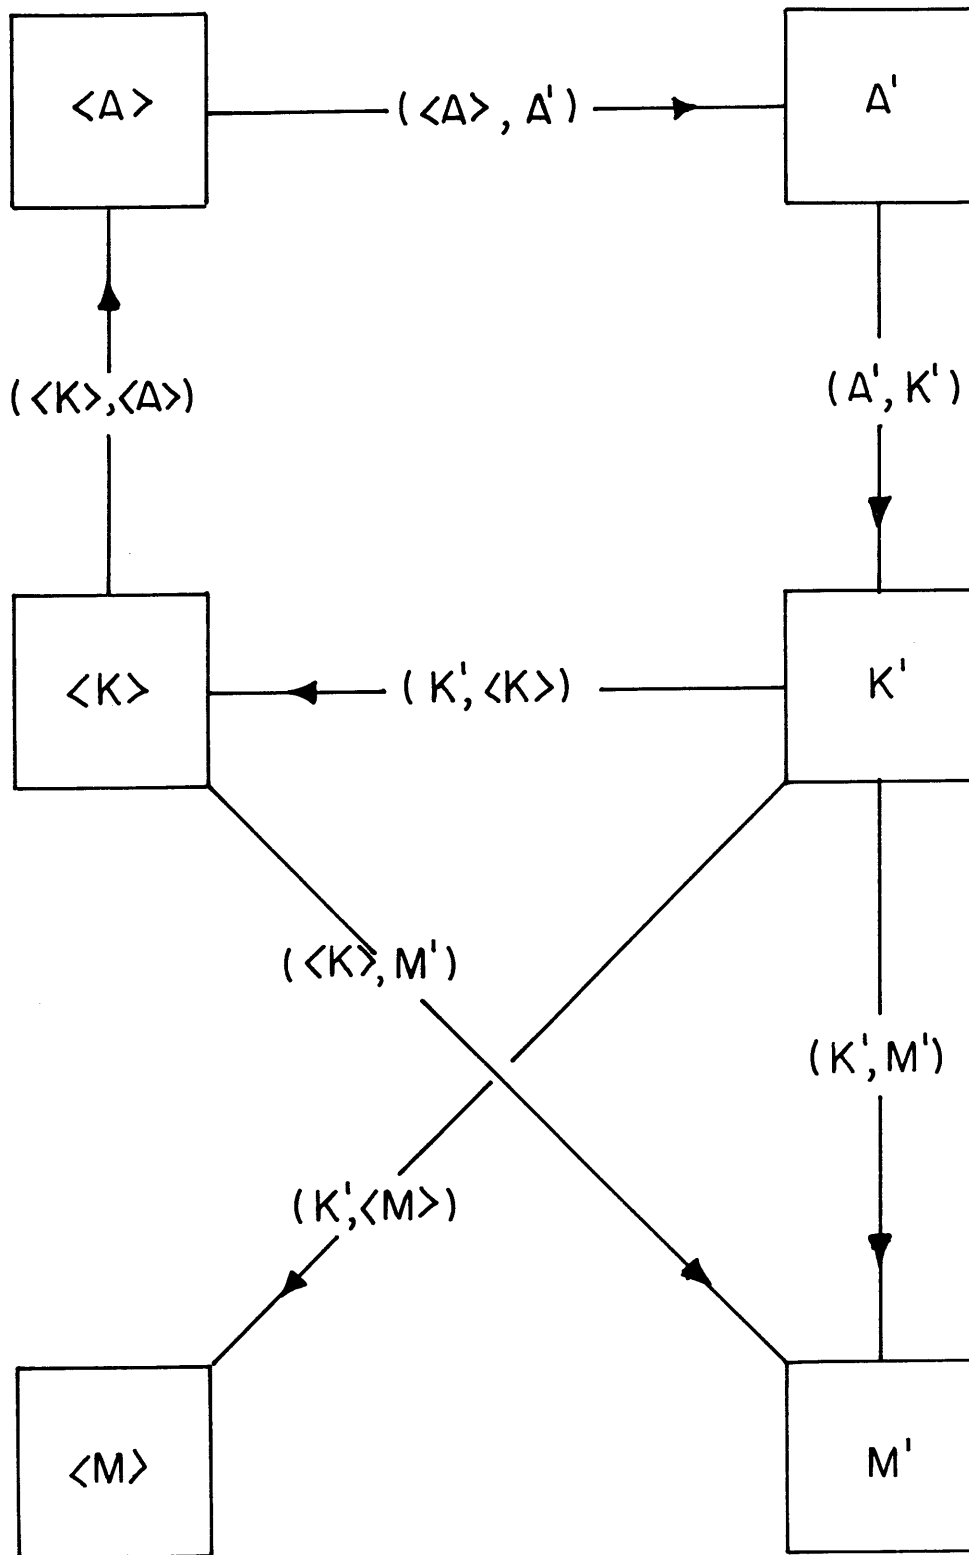 <A>
(<A>, A')
A'
(<K>,<A>)
(A', K')
<K>
(K',<K>)
K'
(<K>,M')
(K',M')
(K',<M>)
<M>
M'